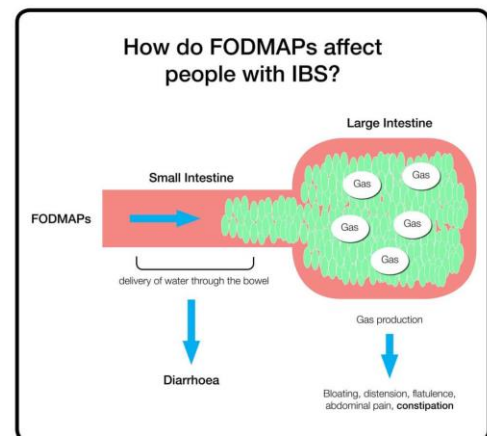 How do FODMAPs affect
people with IBS?
Large Intestine
Small Intestine
Gas
Gas
FODMAPs
Gas
Gas
Gas
delivery of water through the bowel
Gas production
Diarrhoea
Bloating, distension, flatulence,
abdominal pain, constipation